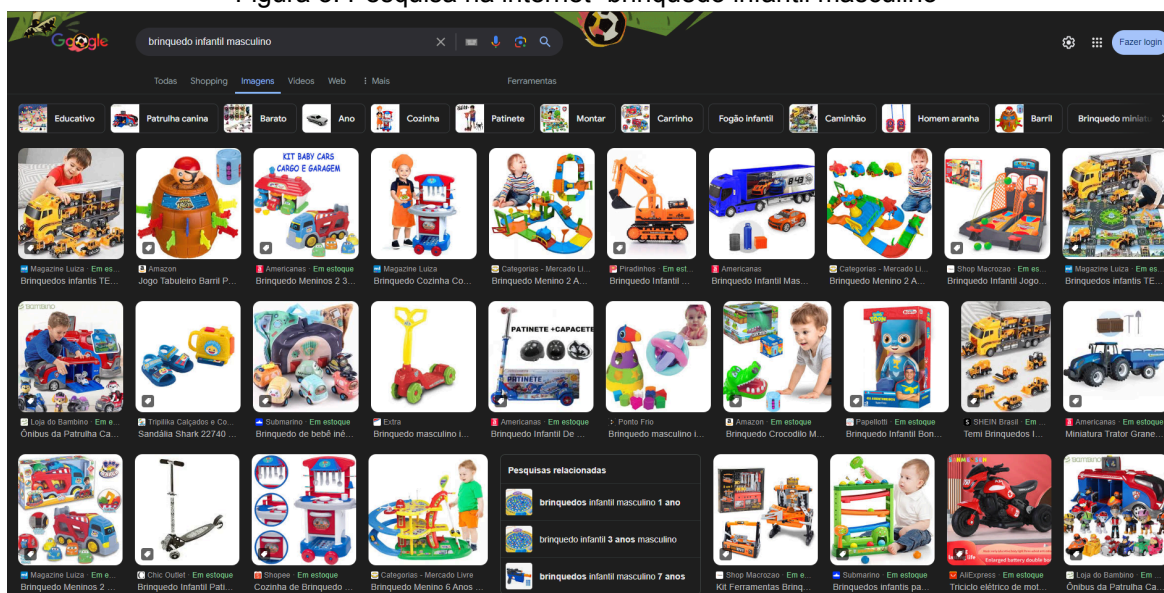 Figura 3: Pesquisa na internet "brinquedo infantil masculino"
Google
brinquedo infantil masculino
Fazer login
Todas Shopping Imagens Vídeos Web Mais Ferramentas
Educativo Patrulha canina Barato Ano Cozinha Patinete Montar Carrinho Fogão infantil Caminhão Homem aranha Barril Brinquedo miniatu
KIT BABY CARS
CARGO E GARAGEM
Magazine Luiza · Em es... Amazon Americanas · Em estoque Magazine Luiza Categorias - Mercado Li... Piradinhos · Em est... Americanas Categorias - Mercado Li... Shop Macrozao · Em es... Magazine Luiza · Em es...
Brinquedos infantis TE... Jogo Tabuleiro Barril P... Brinquedo Meninos 2 3... Brinquedo Cozinha Co... Brinquedo Menino 2 A... Brinquedo Infantil ... Brinquedo Infantil Mas... Brinquedo Menino 2 A... Brinquedo Infantil Jogo... Brinquedos infantis TE...
BAMBINO
PATINETE +CAPACETE
PATINETE
Loja do Bambino · Em e... Triplika Calçados e Co... Submarino · Em estoque Extra Americanas · Em estoque Ponto Frio Amazon · Em estoque Papellotti · Em estoque SHEIN Brasil · Em ... Americanas · Em estoque
Ônibus da Patrulha Ca... Sandália Shark 22740 ... Brinquedo de bebê inê... Brinquedo masculino i... Brinquedo Infantil De ... Brinquedo masculino i... Brinquedo Crocodilo M... Brinquedo Infantil Bon... Temi Brinquedos I... Miniatura Trator Grane...
Pesquisas relacionadas
brinquedos infantil masculino 1 ano
brinquedo infantil 3 anos masculino
brinquedos infantil masculino 7 anos
BAMBINO
Enlarged battery double
Magazine Luiza · Em es... Chic Outlet · Em estoque Shopee · Em estoque Categorias - Mercado Livre Shop Macrozao · Em e... Submarino · Em estoque AliExpress · Em estoque Loja do Bambino · Em e...
Brinquedo Meninos 2 ... Brinquedo Infantil Pati... Cozinha de Brinquedo ... Brinquedo Menino 6 Anos ... Kit Ferramentas Brinq... Brinquedos infantis pa... Triciclo elétrico de mot... Ônibus da Patrulha Ca...